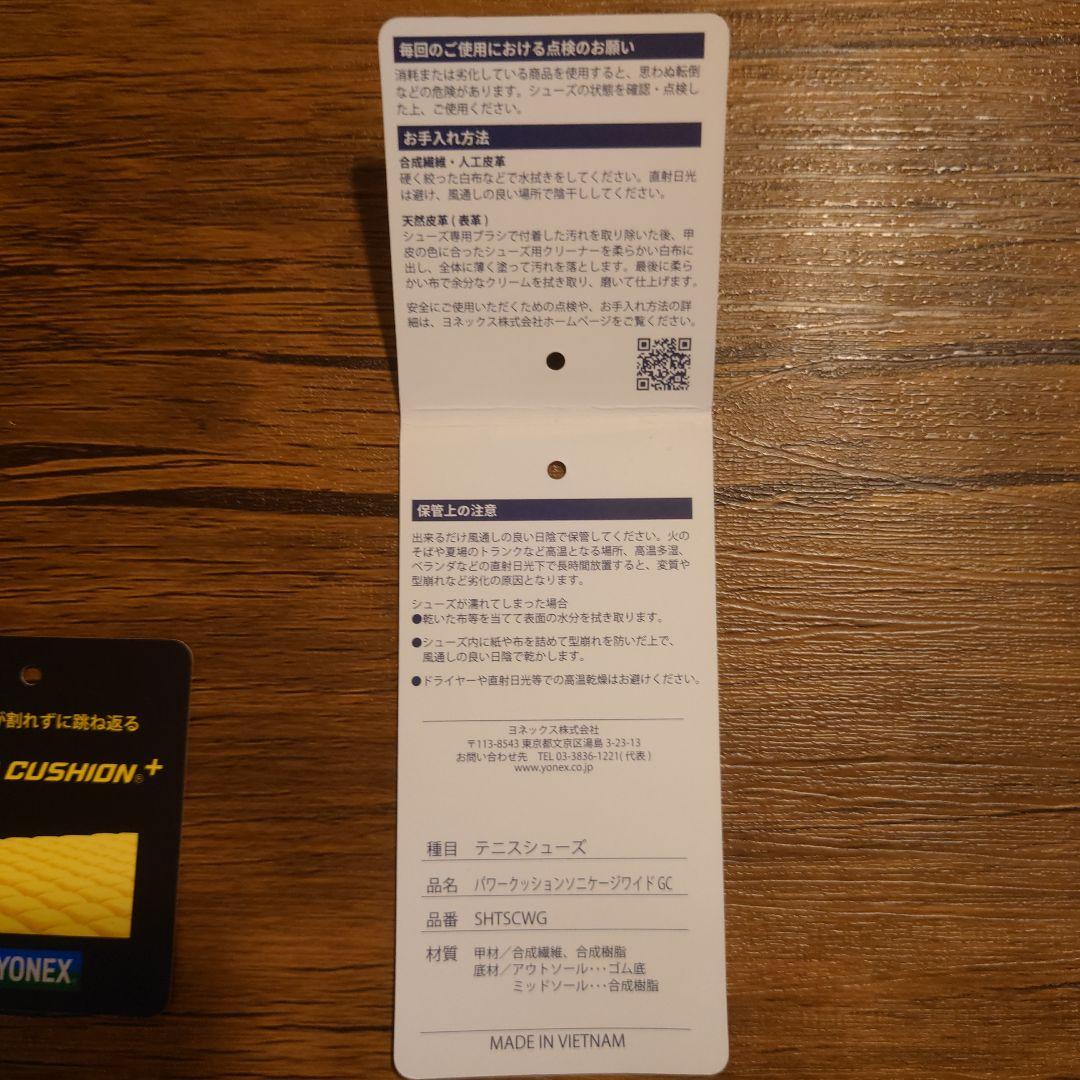 毎回のご使用における点検のお願い
消耗または劣化している商品を使用すると、思わぬ転倒
などの危険があります。シューズの状態を確認・点検し
た上、ご使用ください。
お手入れ方法
合成繊維・人工皮革
硬く絞った白布などで水拭きをしてください。直射日光
は避け、風通しの良い場所で陰干ししてください。
天然皮革 ( 表革 )
シューズ専用ブラシで付着した汚れを取り除いた後、甲
皮の色に合ったシューズ用クリーナーを柔らかい白布に
出し、全体に薄く塗って汚れを落とします。最後に柔ら
かい布で余分なクリームを拭き取り、磨いて仕上げます。
安全にご使用いただくための点検や、お手入れ方法の詳
細は、ヨネックス株式会社ホームページをご覧ください。
保管上の注意
出来るだけ風通しの良い日陰で保管してください。火の
そばや夏場のトランクなど高温となる場所、高温多湿、
ベランダなどの直射日光下で長時間放置すると、変質や
型崩れなど劣化の原因となります。
シューズが濡れてしまった場合
●乾いた布等を当てて表面の水分を拭き取ります。
●シューズ内に紙や布を詰めて型崩れを防いだ上で、
風通しの良い日陰で乾かします。
●ドライヤーや直射日光等での高温乾燥はお避けください。
ヨネックス株式会社
〒113-8543 東京都文京区湯島 3-23-13
お問い合わせ先 TEL 03-3836-1221( 代表 )
www.yonex.co.jp
種目 テニスシューズ
品名 パワークッションソニケージワイド GC
品番 SHTSCWG
材質 甲材／合成繊維、合成樹脂
底材／アウトソール･･･ゴム底
ミッドソール･･･合成樹脂
MADE IN VIETNAM
割れずに跳ね返る
CUSHION®+
YONEX